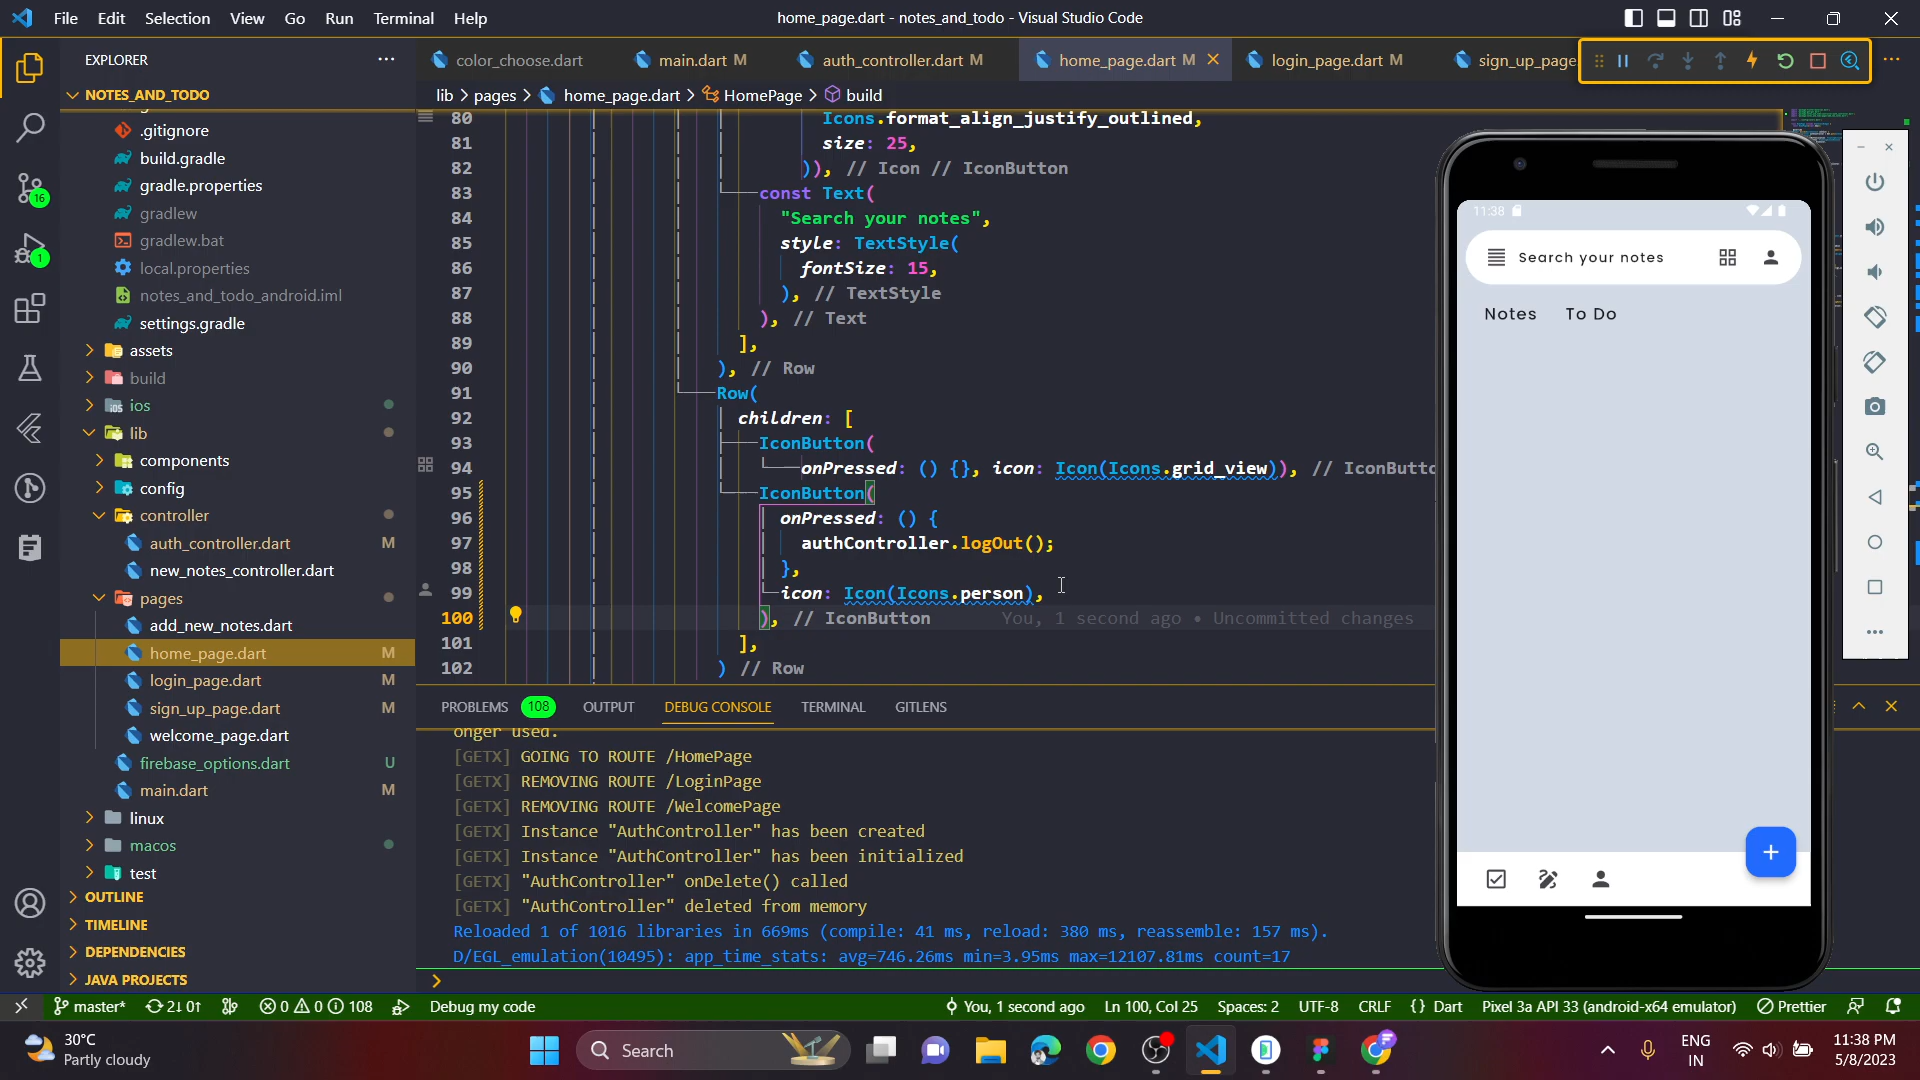 File Edit Selection View Go Run Terminal Help
home_page.dart - notes_and_todo - Visual Studio Code
EXPLORER
NOTES_AND_TODO
.gitignore
build.gradle
gradle.properties
gradlew
gradlew.bat
local.properties
notes_and_todo_android.iml
settings.gradle
assets
build
ios
lib
components
config
controller
auth_controller.dart M
new_notes_controller.dart
pages
add_new_notes.dart
home_page.dart M
login_page.dart M
sign_up_page.dart M
welcome_page.dart
firebase_options.dart U
main.dart M
linux
macos
test
OUTLINE
TIMELINE
DEPENDENCIES
JAVA PROJECTS
16
1
color_choose.dart
main.dart M
auth_controller.dart M
home_page.dart M
login_page.dart M
sign_up_page
lib > pages > home_page.dart > HomePage > build
80 Icons.format_align_justify_outlined,
81 size: 25,
82 )), // Icon // IconButton
83 const Text(
84 "Search your notes",
85 style: TextStyle(
86 fontSize: 15,
87 ), // TextStyle
88 ), // Text
89 ],
90 ), // Row
91 Row(
92 children: [
93 IconButton(
94 onPressed: () {}, icon: Icon(Icons.grid_view)), // IconButto
95 IconButton(
96 onPressed: () {
97 authController.logOut();
98 },
99 icon: Icon(Icons.person),
100 ), // IconButton You, 1 second ago • Uncommitted changes
101 ],
102 ) // Row
PROBLEMS 108 OUTPUT DEBUG CONSOLE TERMINAL GITLENS
onger used.
[GETX] GOING TO ROUTE /HomePage
[GETX] REMOVING ROUTE /LoginPage
[GETX] REMOVING ROUTE /WelcomePage
[GETX] Instance "AuthController" has been created
[GETX] Instance "AuthController" has been initialized
[GETX] "AuthController" onDelete() called
[GETX] "AuthController" deleted from memory
Reloaded 1 of 1016 libraries in 669ms (compile: 41 ms, reload: 380 ms, reassemble: 157 ms).
D/EGL_emulation(10495): app_time_stats: avg=746.26ms min=3.95ms max=12107.81ms count=17
11:38
Search your notes
Notes To Do
master* 2↓ 0↑ 0 0 108 Debug my code
You, 1 second ago Ln 100, Col 25 Spaces: 2 UTF-8 CRLF {} Dart Pixel 3a API 33 (android-x64 emulator) Prettier
30°C
Partly cloudy
Search
ENG
IN
11:38 PM
5/8/2023